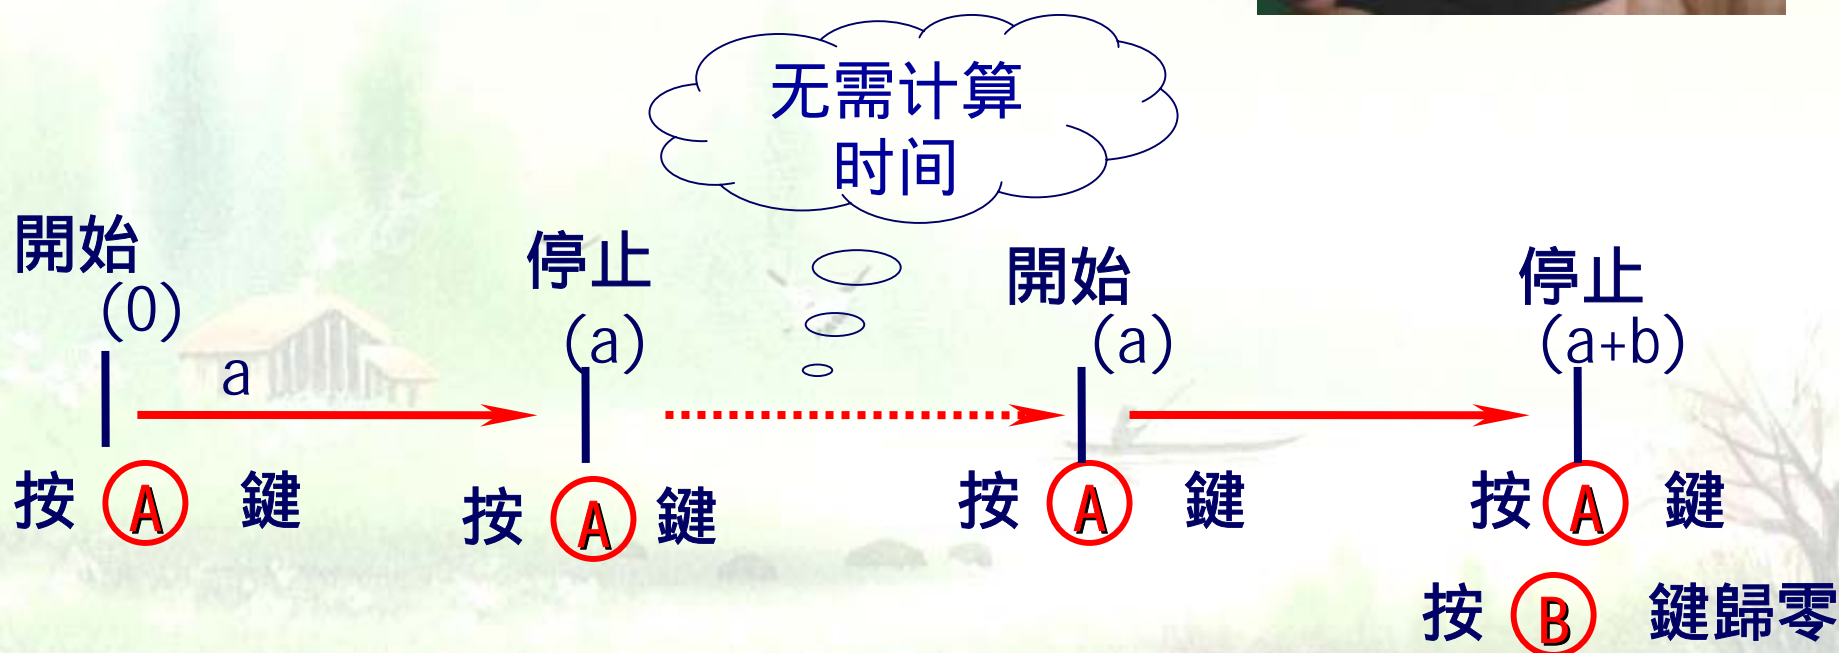 无需计算
时间
開始
(0)
a
停止
(a)
開始
(a)
停止
(a+b)
按 A 鍵
按 A 鍵
按 A 鍵
按 A 鍵
按 B 鍵歸零